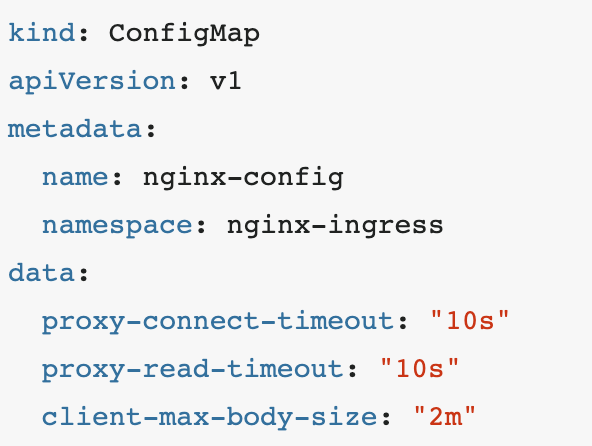 kind: ConfigMap
apiVersion: v1
metadata:
  name: nginx-config
  namespace: nginx-ingress
data:
  proxy-connect-timeout: "10s"
  proxy-read-timeout: "10s"
  client-max-body-size: "2m"